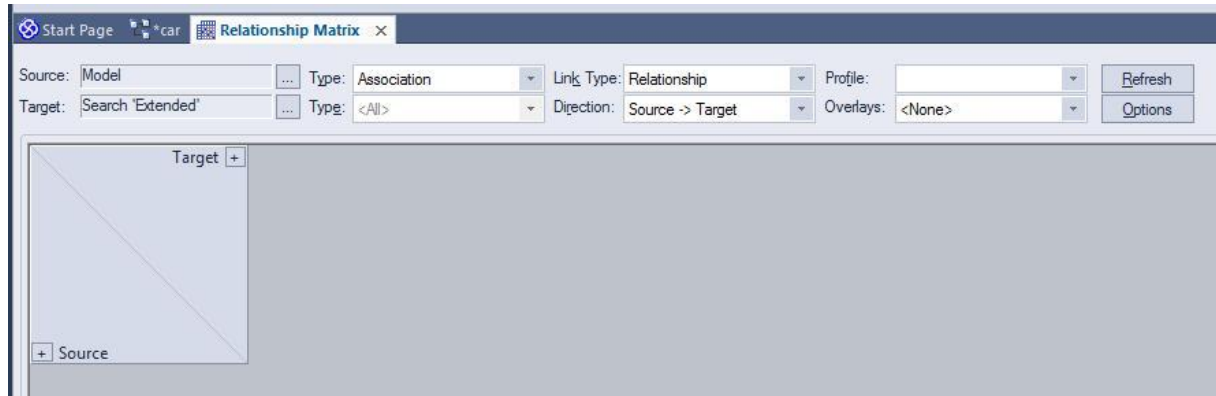 Start Page *car Relationship Matrix ×
Source: Model ... Type: Association Link Type: Relationship Profile: Refresh
Target: Search 'Extended' ... Type: <All> Direction: Source -> Target Overlays: <None> Options
Target +
+ Source